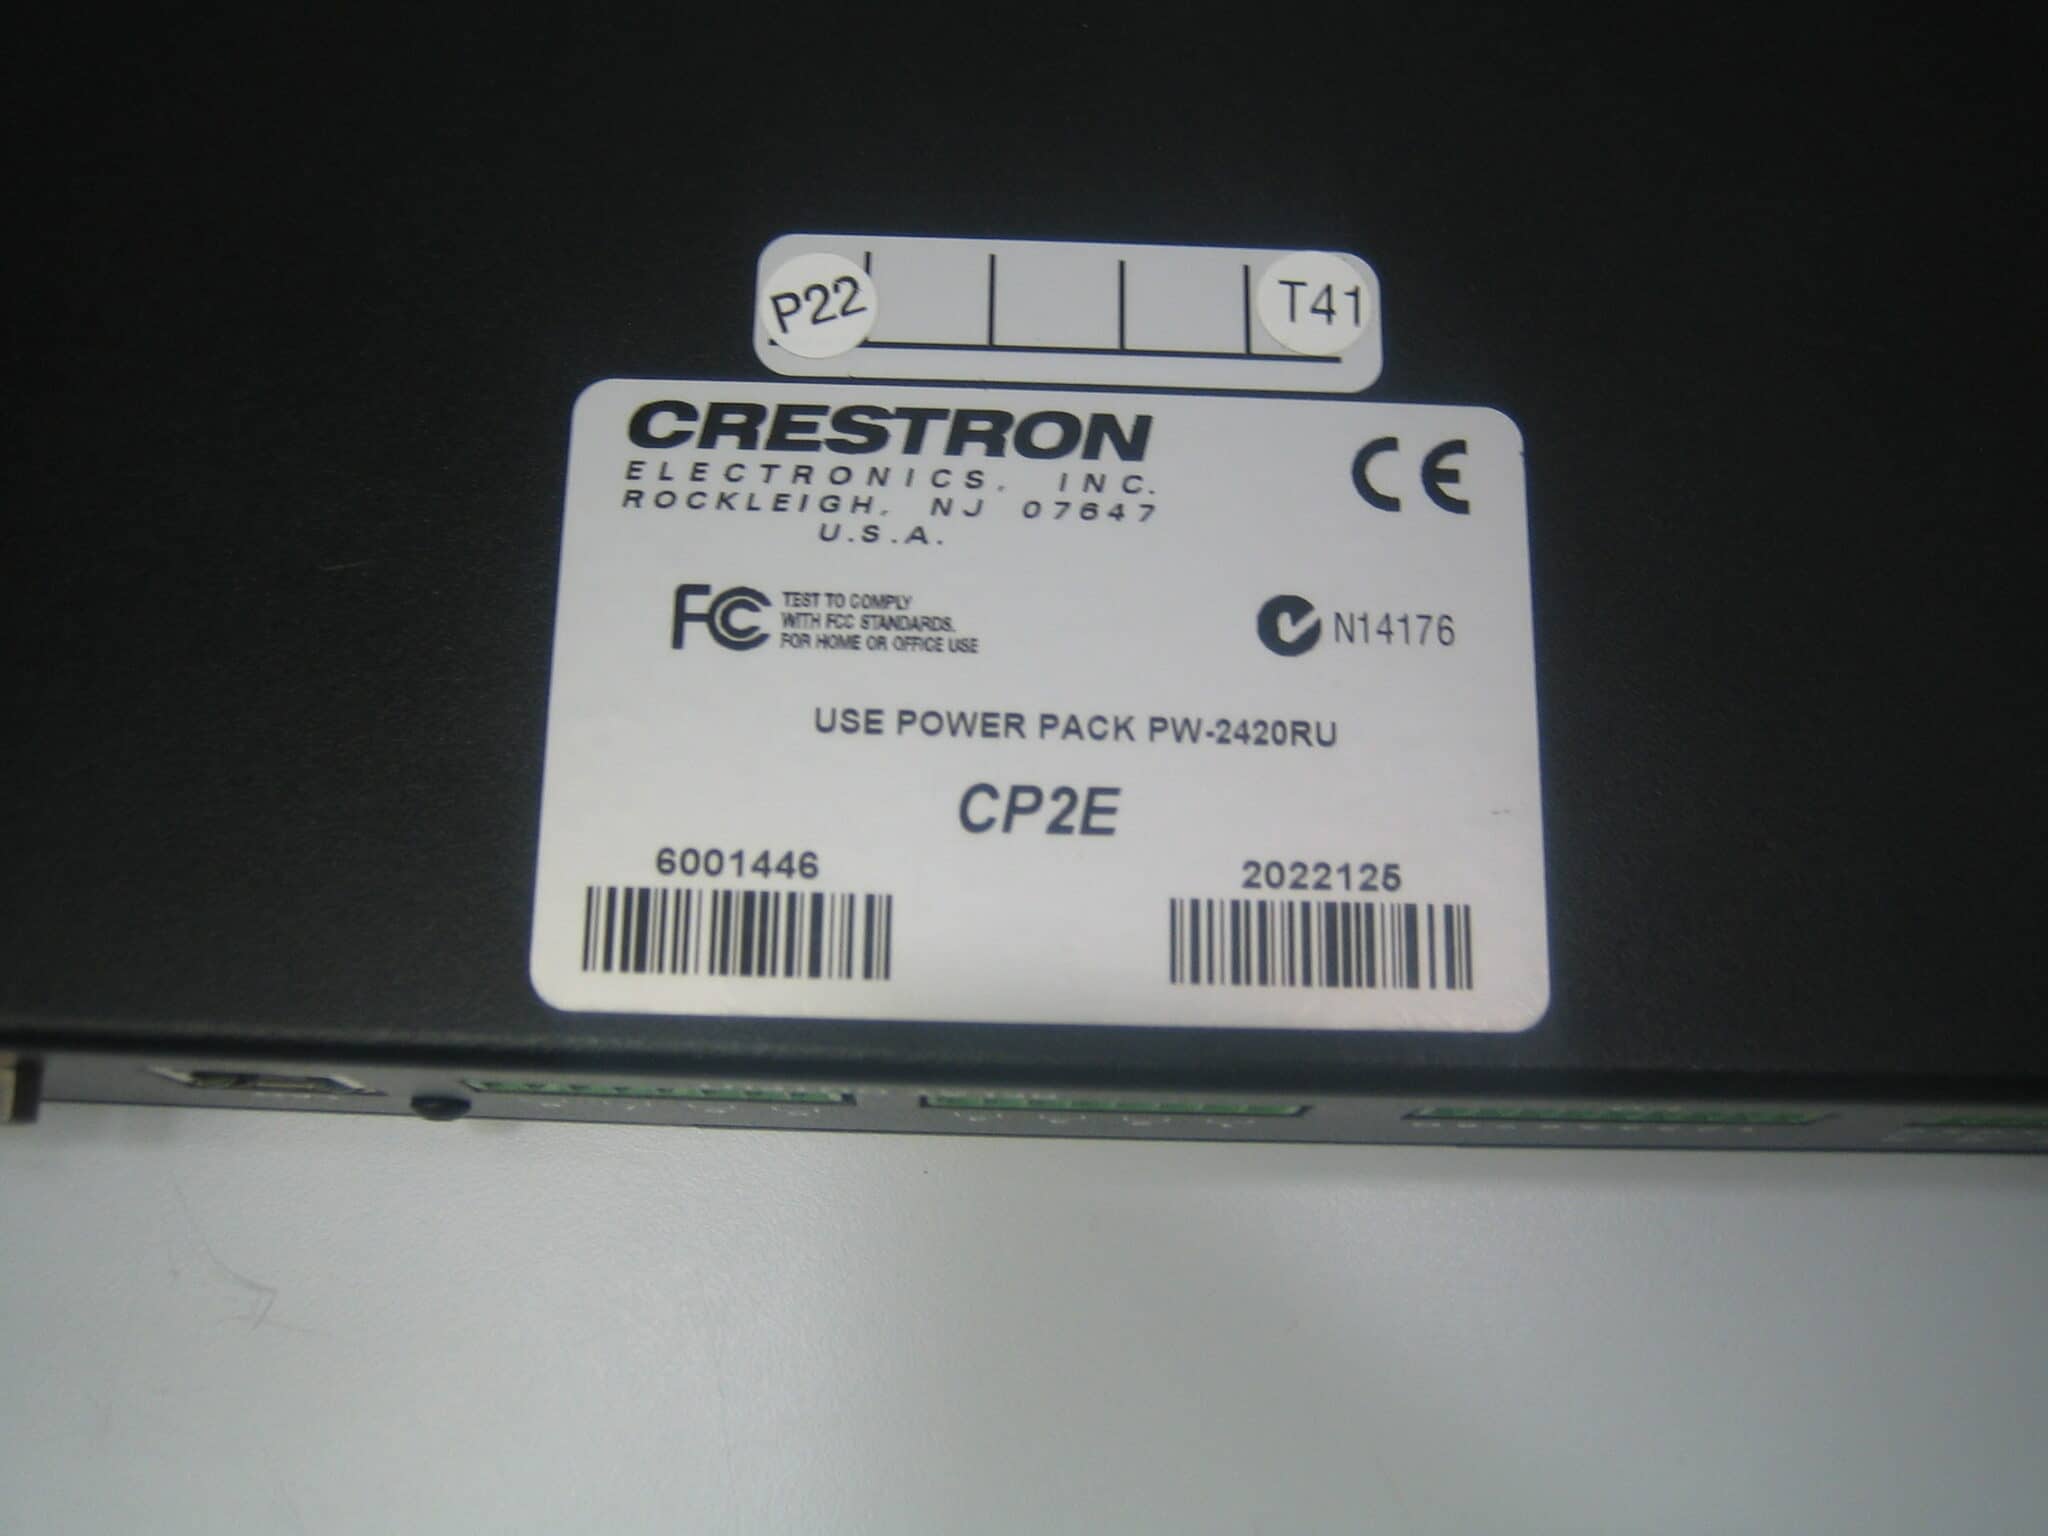 P22 T41
CRESTRON
ELECTRONICS, INC.
ROCKLEIGH, NJ 07647
U.S.A.
CE
FC TEST TO COMPLY
WITH FCC STANDARDS.
FOR HOME OR OFFICE USE
N14176
USE POWER PACK PW-2420RU
CP2E
6001446 2022125